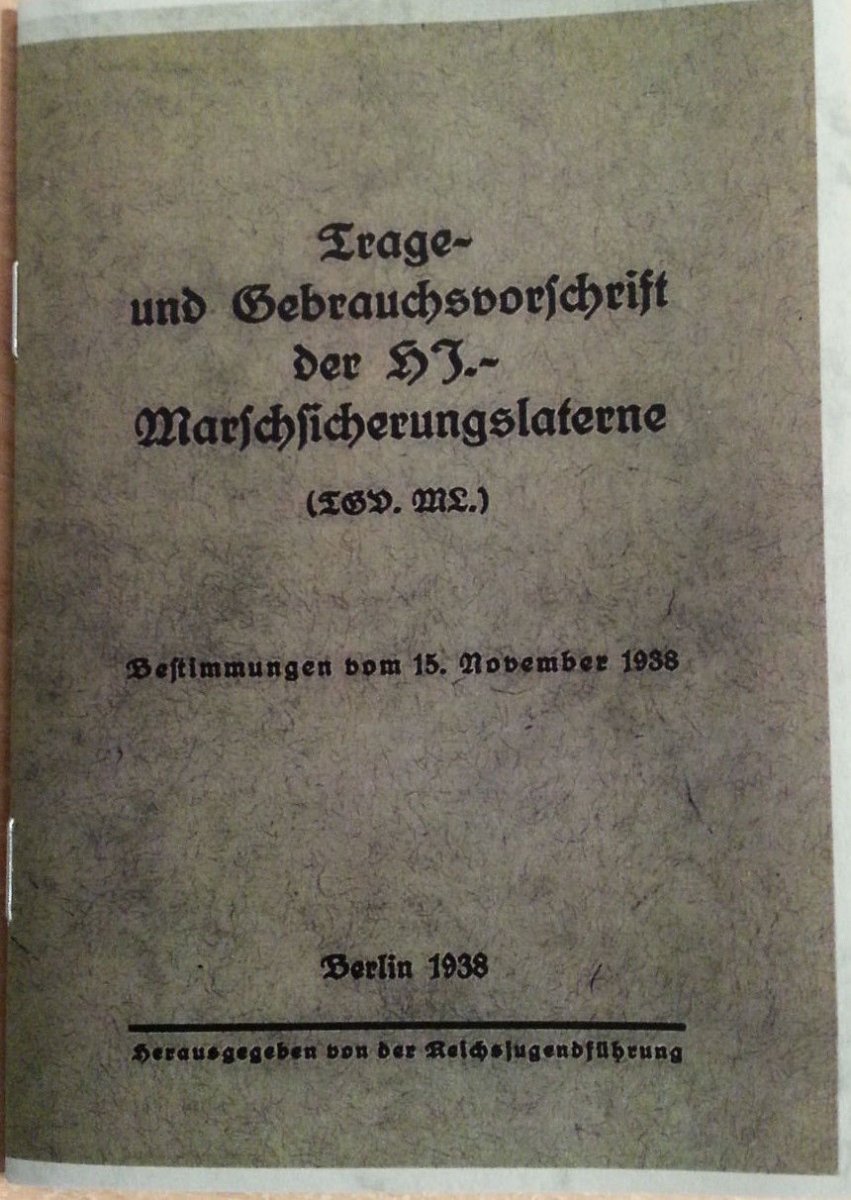 Trage-
und Gebrauchsvorschrift
der HJ.-
Marschsicherungslaterne
(TGV. ML.)
Bestimmungen vom 15. November 1938
Berlin 1938
Herausgegeben von der Reichsjugendführung